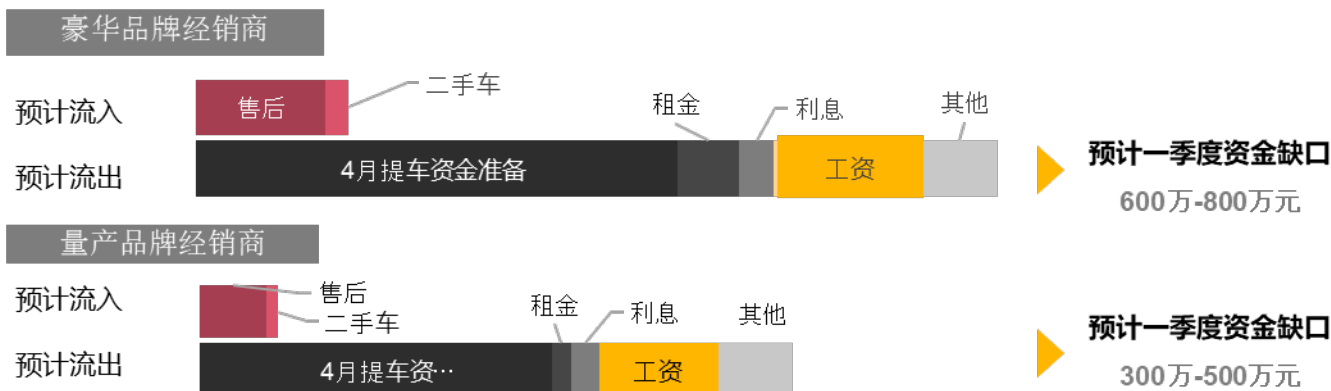 豪华品牌经销商
二手车
预计流入
售后
租金
利息
其他
预计流出
4月提车资金准备
工资
预计一季度资金缺口
600万-800万元
量产品牌经销商
预计流入
售后
二手车
租金
利息
其他
预计流出
4月提车资…
工资
预计一季度资金缺口
300万-500万元